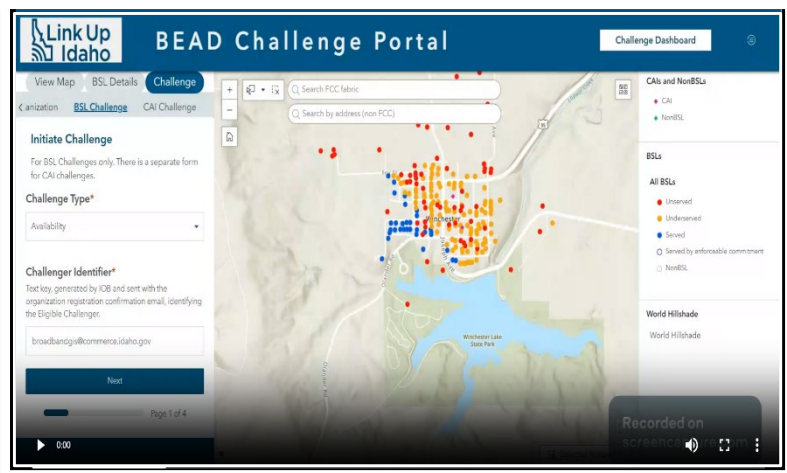 Link Up
Idaho
BEAD Challenge Portal
Challenge Dashboard
View Map
BSL Details
Challenge
anization
BSL Challenge
CAI Challenge
Initiate Challenge
For BSL Challenges only. There is a separate form
for CAI challenges.
Challenge Type*
Availability
Challenger Identifier*
Text key, generated by IOB and sent with the
organization registration confirmation email, identifying
the Eligible Challenger.
broadbandgis@commerce.idaho.gov
Next
Page 1 of 4
0:00
Search FCC fabric
Search by address (non FCC)
Winchester
Winchester Lake
State Park
CAIs and NonBSLs
CAI
NonBSL
BSLs
All BSLs
Unserved
Underserved
Served
Served by enforceable commitment
NonBSL
World Hillshade
World Hillshade
Recorded on